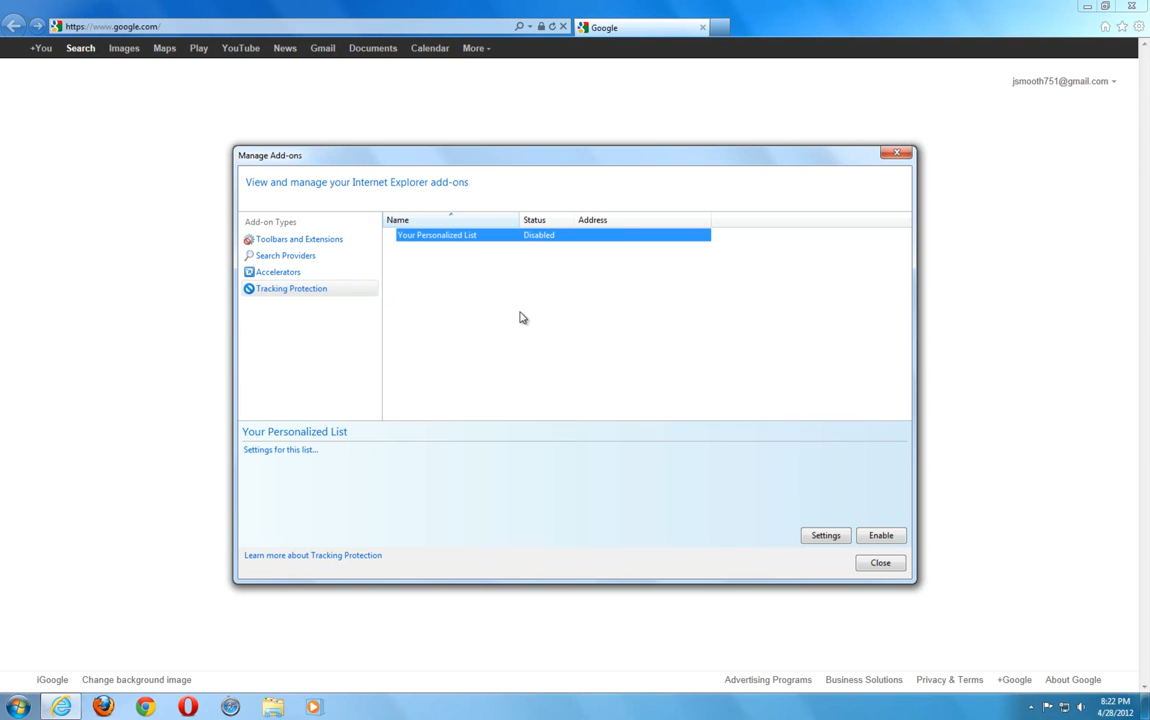 https://www.google.com/
Google
+You Search Images Maps Play YouTube News Gmail Documents Calendar More
jsmooth751@gmail.com
Manage Add-ons
View and manage your Internet Explorer add-ons
Add-on Types
Toolbars and Extensions
Search Providers
Accelerators
Tracking Protection
Name Status Address
Your Personalized List Disabled
Your Personalized List
Settings for this list...
Settings Enable
Learn more about Tracking Protection
Close
iGoogle Change background image Advertising Programs Business Solutions Privacy & Terms +Google About Google
8:22 PM
4/28/2012